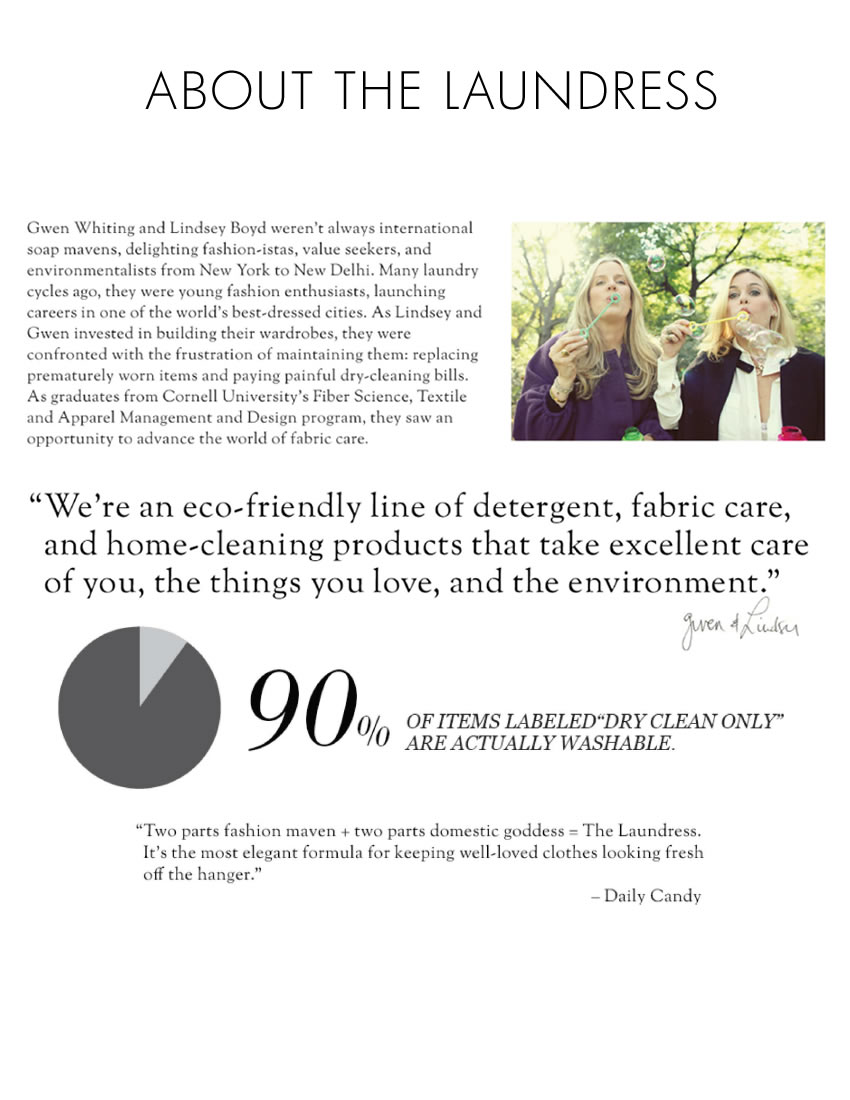 ABOUT THE LAUNDRESS
Gwen Whiting and Lindsey Boyd weren't always international
soap mavens, delighting fashion-istas, value seekers, and
environmentalists from New York to New Delhi. Many laundry
cycles ago, they were young fashion enthusiasts, launching
careers in one of the world's best-dressed cities. As Lindsey and
Gwen invested in building their wardrobes, they were
confronted with the frustration of maintaining them: replacing
prematurely worn items and paying painful dry-cleaning bills.
As graduates from Cornell University's Fiber Science, Textile
and Apparel Management and Design program, they saw an
opportunity to advance the world of fabric care.
“We're an eco-friendly line of detergent, fabric care,
and home-cleaning products that take excellent care
of you, the things you love, and the environment.”
gwen & Lindsey
90% OF ITEMS LABELED“DRY CLEAN ONLY”
ARE ACTUALLY WASHABLE.
“Two parts fashion maven + two parts domestic goddess = The Laundress.
It's the most elegant formula for keeping well-loved clothes looking fresh
off the hanger.”
– Daily Candy